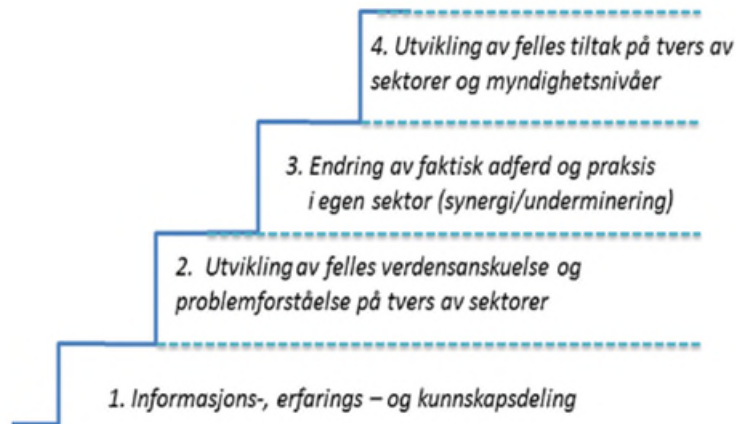 4. Utvikling av felles tiltak på tvers av
sektorer og myndighetsnivåer
3. Endring av faktisk adferd og praksis
i egen sektor (synergi/underminering)
2. Utvikling av felles verdensanskuelse og
problemforståelse på tvers av sektorer
1. Informasjons-, erfarings – og kunnskapsdeling